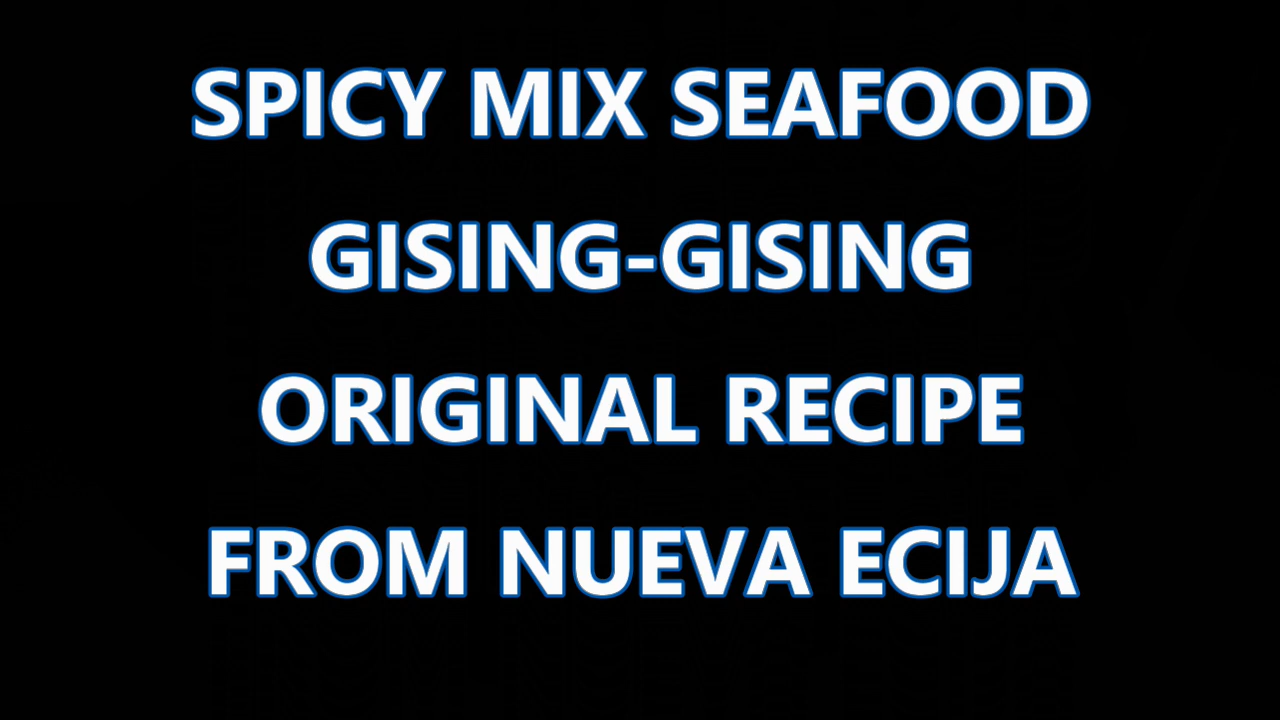 SPICY MIX SEAFOOD
GISING-GISING
ORIGINAL RECIPE
FROM NUEVA ECIJA